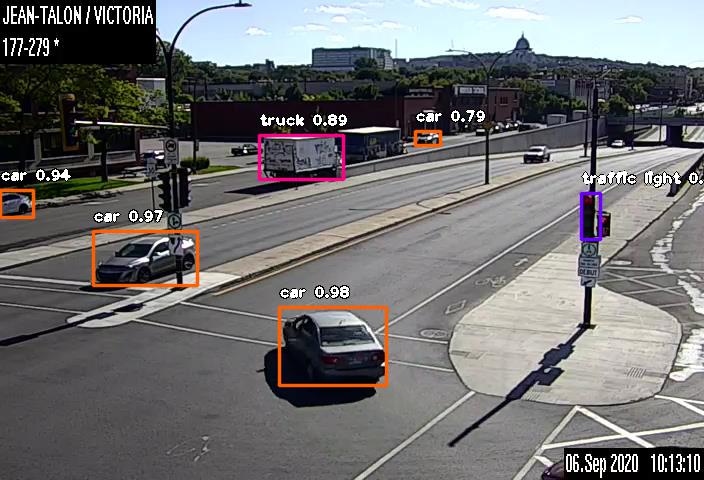 JEAN-TALON / VICTORIA
177-279 *
truck 0.89
car 0.79
car 0.94
traffic light 0.
car 0.97
DÉBUT
car 0.98
06.Sep 2020 10:13:10